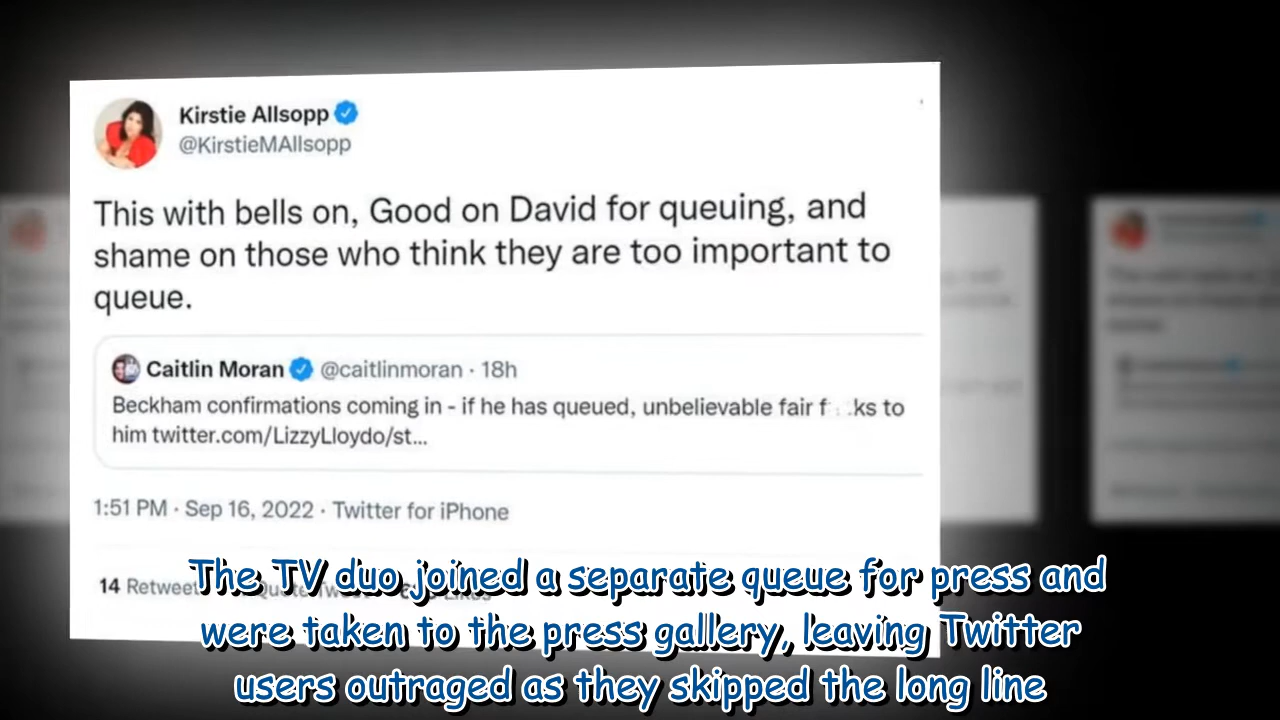 Kirstie Allsopp
@KirstieMAllsopp
This with bells on, Good on David for queuing, and
shame on those who think they are too important to
queue.
Caitlin Moran @caitlinmoran · 18h
Beckham confirmations coming in - if he has queued, unbelievable fair f . .ks to
him twitter.com/LizzyLloydo/st...
1:51 PM · Sep 16, 2022 · Twitter for iPhone
14 Retweet
The TV duo joined a separate queue for press and
were taken to the press gallery, leaving Twitter
users outraged as they skipped the long line